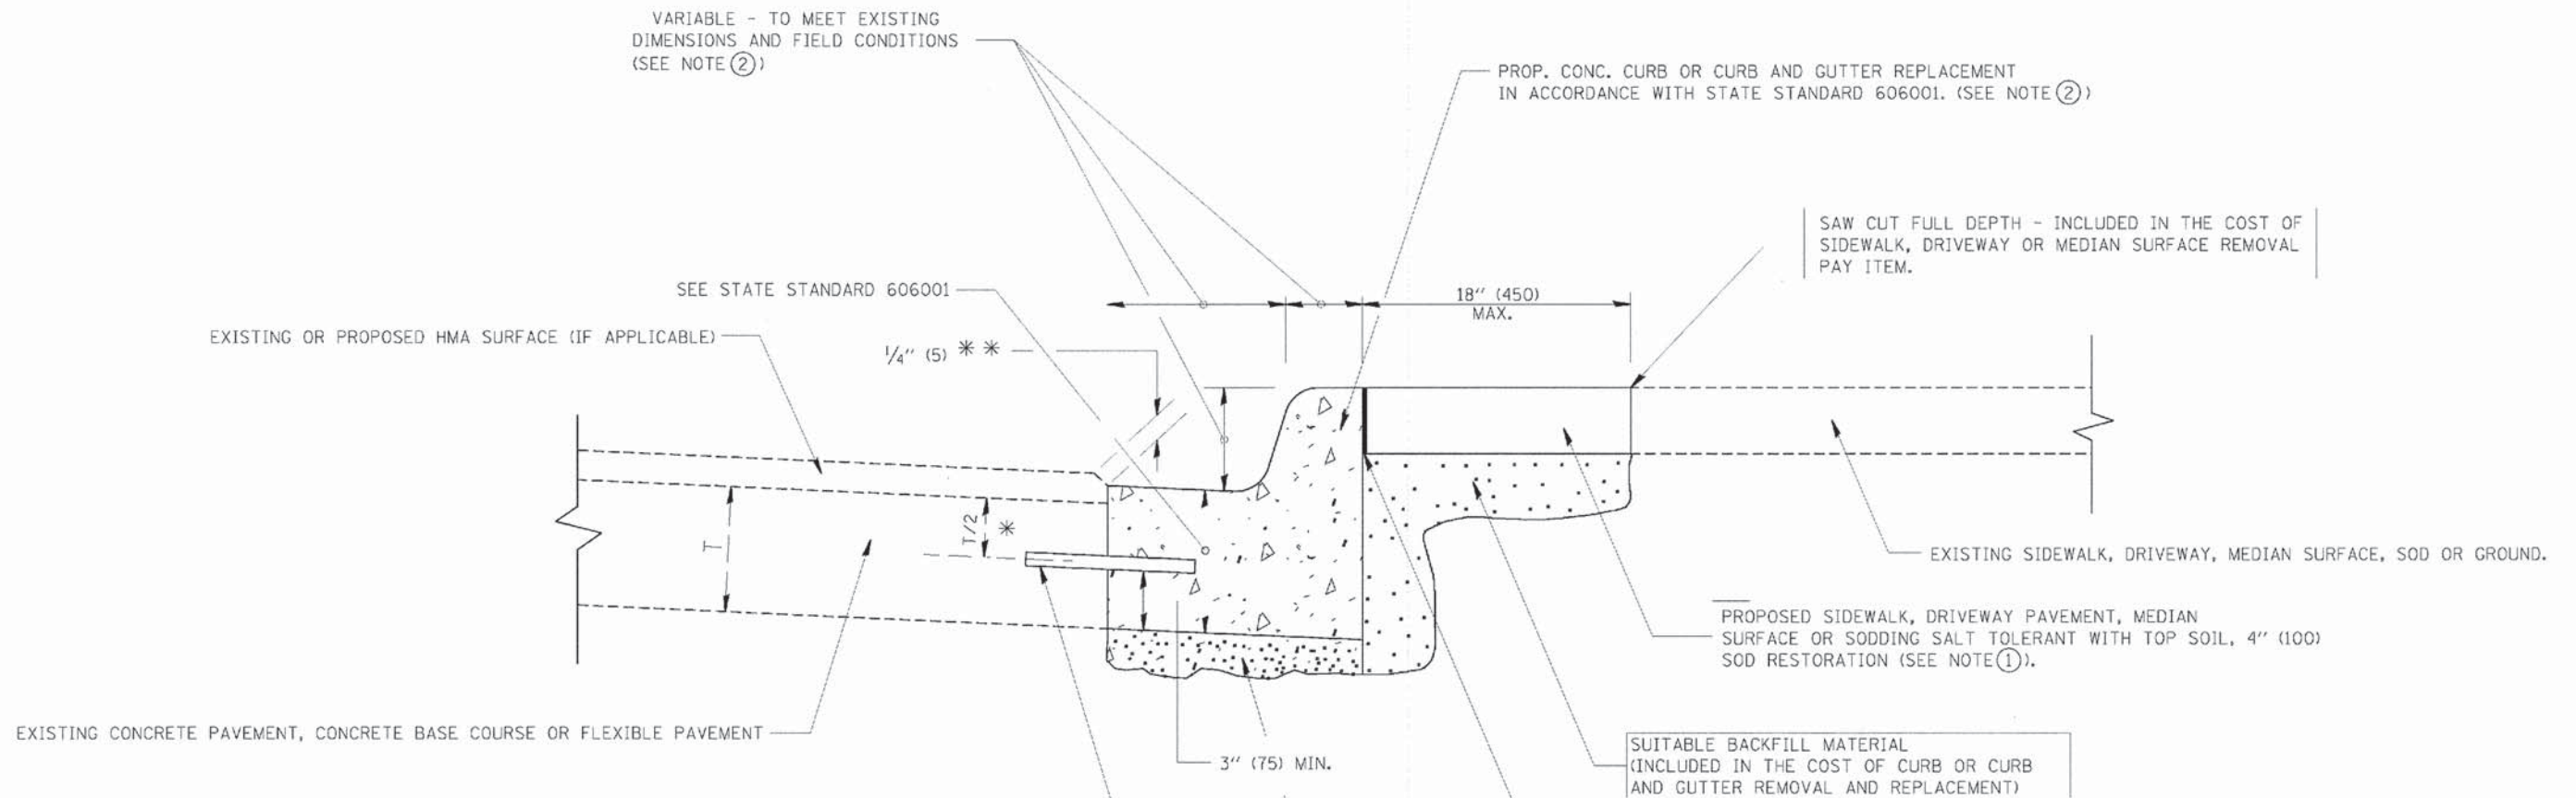 VARIABLE - TO MEET EXISTING
DIMENSIONS AND FIELD CONDITIONS
(SEE NOTE ②)
PROP. CONC. CURB OR CURB AND GUTTER REPLACEMENT
IN ACCORDANCE WITH STATE STANDARD 606001. (SEE NOTE ②)
SAW CUT FULL DEPTH - INCLUDED IN THE COST OF
SIDEWALK, DRIVEWAY OR MEDIAN SURFACE REMOVAL
PAY ITEM.
SEE STATE STANDARD 606001
18" (450)
MAX.
EXISTING OR PROPOSED HMA SURFACE (IF APPLICABLE)
1/4" (5) * *
T
T/2
*
EXISTING SIDEWALK, DRIVEWAY, MEDIAN SURFACE, SOD OR GROUND.
PROPOSED SIDEWALK, DRIVEWAY PAVEMENT, MEDIAN
SURFACE OR SODDING SALT TOLERANT WITH TOP SOIL, 4" (100)
SOD RESTORATION (SEE NOTE ①).
EXISTING CONCRETE PAVEMENT, CONCRETE BASE COURSE OR FLEXIBLE PAVEMENT
3" (75) MIN.
SUITABLE BACKFILL MATERIAL
(INCLUDED IN THE COST OF CURB OR CURB
AND GUTTER REMOVAL AND REPLACEMENT)